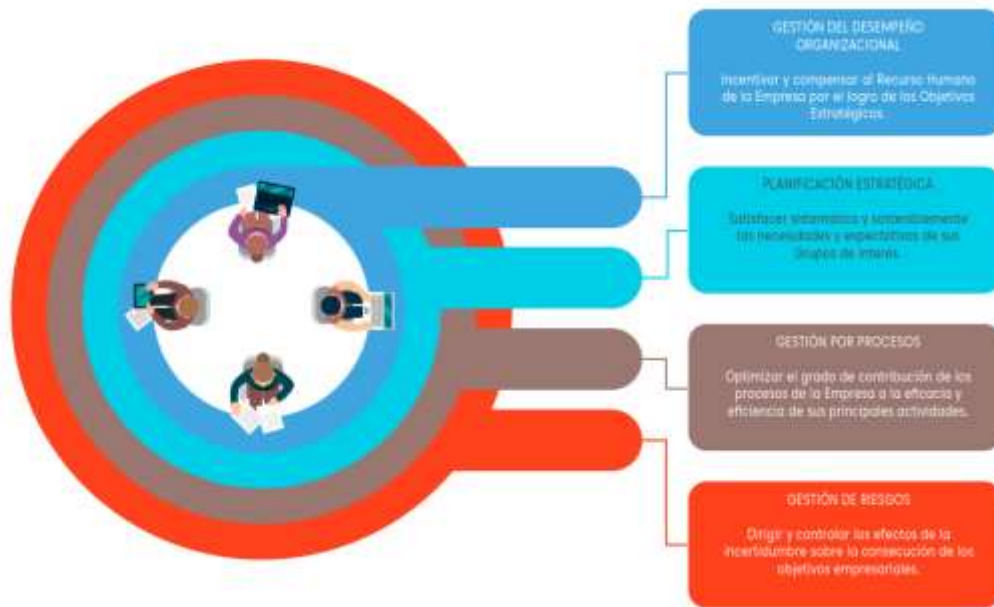 GESTIÓN DEL DESEMPEÑO
ORGANIZACIONAL
Incentivar y compensar al Recurso Humano
de la Empresa por el logro de los Objetivos
Estratégicos.
PLANIFICACIÓN ESTRATÉGICA
Satisfacer sistemática y sosteniblemente
las necesidades y expectativas de sus
Grupos de Interés.
GESTIÓN POR PROCESOS
Optimizar el grado de contribución de los
procesos de la Empresa a la eficacia y
eficiencia de sus principales actividades.
GESTIÓN DE RIESGOS
Dirigir y controlar los efectos de la
incertidumbre sobre la consecución de los
objetivos empresariales.